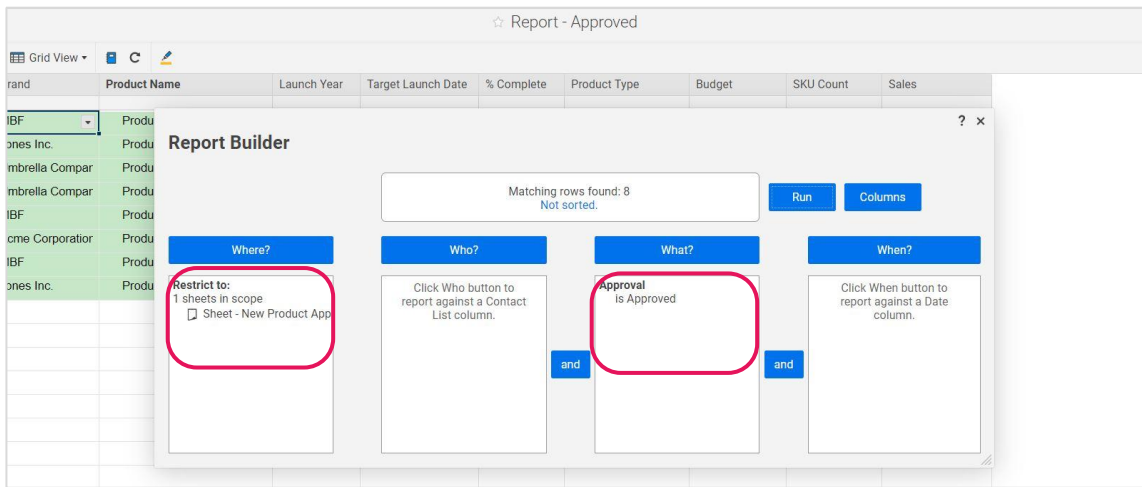 Report - Approved
Grid View
rand Product Name Launch Year Target Launch Date % Complete Product Type Budget SKU Count Sales
IBF Produ
ones Inc. Produ
mbrella Compar Produ
mbrella Compar Produ
IBF Produ
cme Corporatior Produ
IBF Produ
ones Inc. Produ
? ×
Report Builder
Matching rows found: 8
Not sorted.
Run
Columns
Where?
Who?
What?
When?
Restrict to:
1 sheets in scope
Sheet - New Product App
Click Who button to
report against a Contact
List column.
and
Approval
is Approved
and
Click When button to
report against a Date
column.